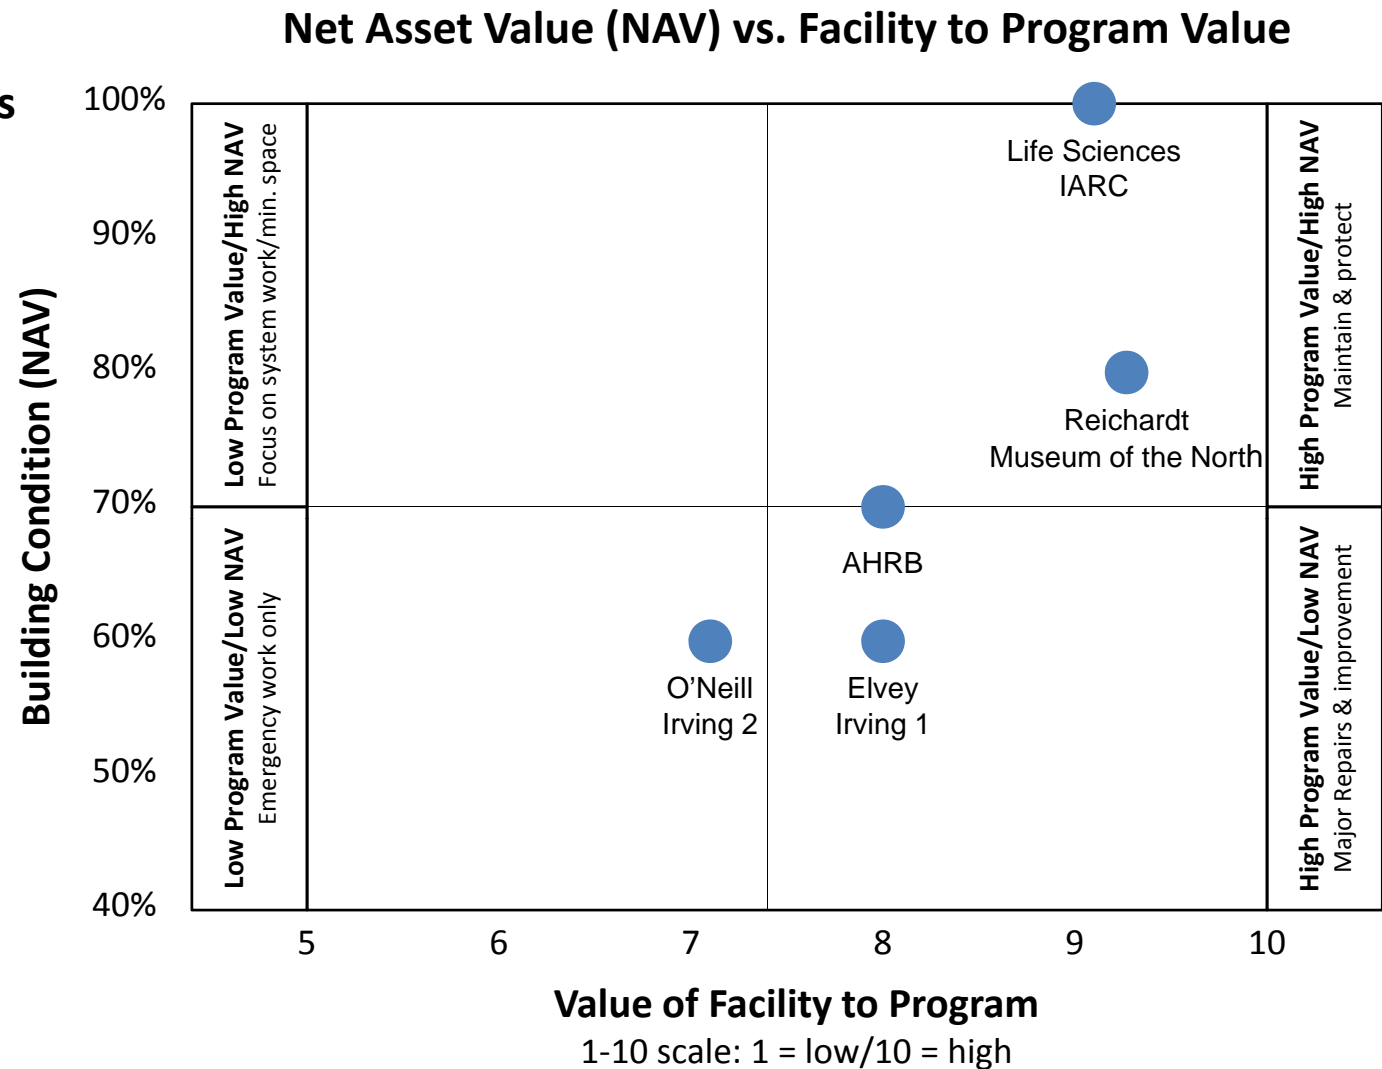 Net Asset Value (NAV) vs. Facility to Program Value
s
Building Condition (NAV)
100%
90%
80%
70%
60%
50%
40%
Low Program Value/High NAV
Focus on system work/min. space
Low Program Value/Low NAV
Emergency work only
Life Sciences
IARC
Reichardt
Museum of the North
AHRB
O’Neill
Irving 2
Elvey
Irving 1
High Program Value/High NAV
Maintain & protect
High Program Value/Low NAV
Major Repairs & improvement
5
6
7
8
9
10
Value of Facility to Program
1-10 scale: 1 = low/10 = high